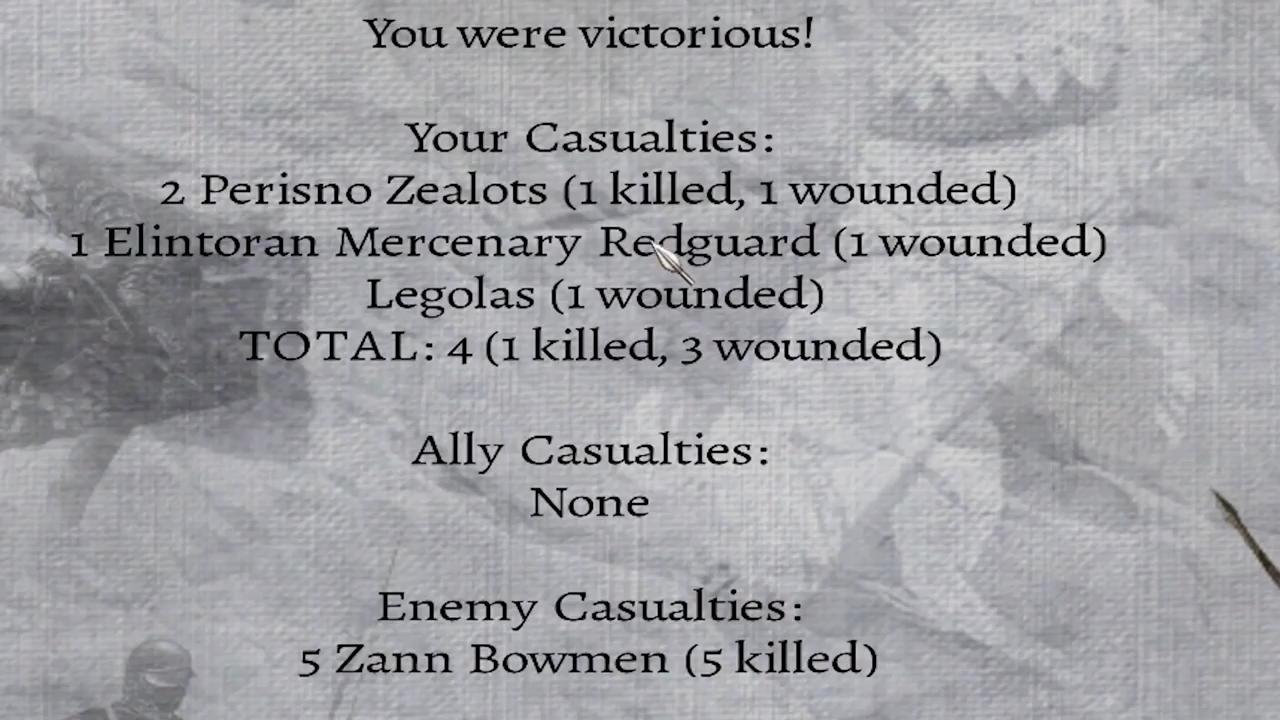 You were victorious!
Your Casualties:
2 Perisno Zealots (1 killed, 1 wounded)
1 Elintoran Mercenary Redguard (1 wounded)
Legolas (1 wounded)
TOTAL: 4 (1 killed, 3 wounded)
Ally Casualties:
None
Enemy Casualties:
5 Zann Bowmen (5 killed)